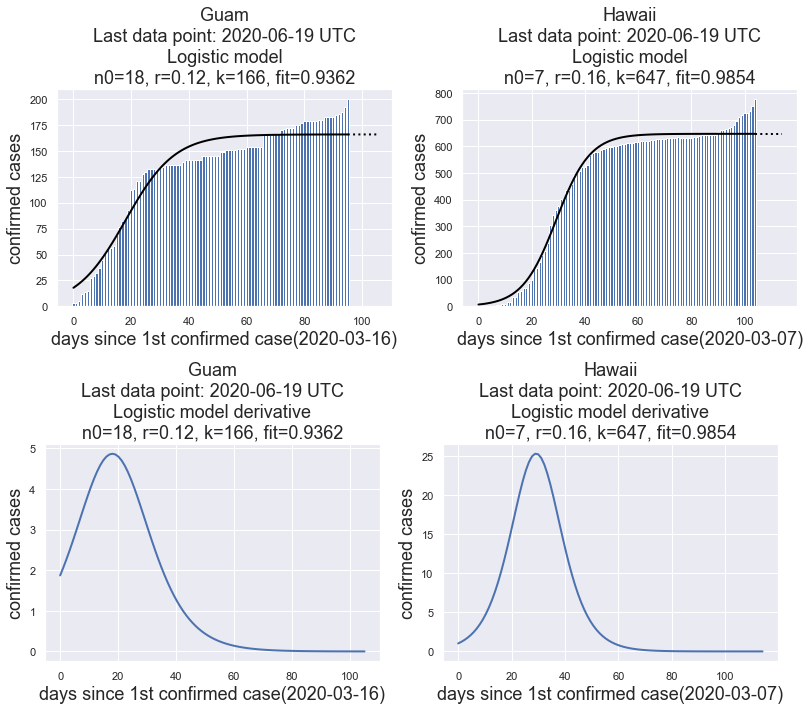 Guam
Last data point: 2020-06-19 UTC
Logistic model
n0=18, r=0.12, k=166, fit=0.9362
200
175
150
125
100
75
50
25
0
confirmed cases
0 20 40 60 80 100
days since 1st confirmed case(2020-03-16)
Hawaii
Last data point: 2020-06-19 UTC
Logistic model
n0=7, r=0.16, k=647, fit=0.9854
800
700
600
500
400
300
200
100
0
confirmed cases
0 20 40 60 80 100
days since 1st confirmed case(2020-03-07)
Guam
Last data point: 2020-06-19 UTC
Logistic model derivative
n0=18, r=0.12, k=166, fit=0.9362
5
4
3
2
1
0
confirmed cases
0 20 40 60 80 100
days since 1st confirmed case(2020-03-16)
Hawaii
Last data point: 2020-06-19 UTC
Logistic model derivative
n0=7, r=0.16, k=647, fit=0.9854
25
20
15
10
5
0
confirmed cases
0 20 40 60 80 100
days since 1st confirmed case(2020-03-07)